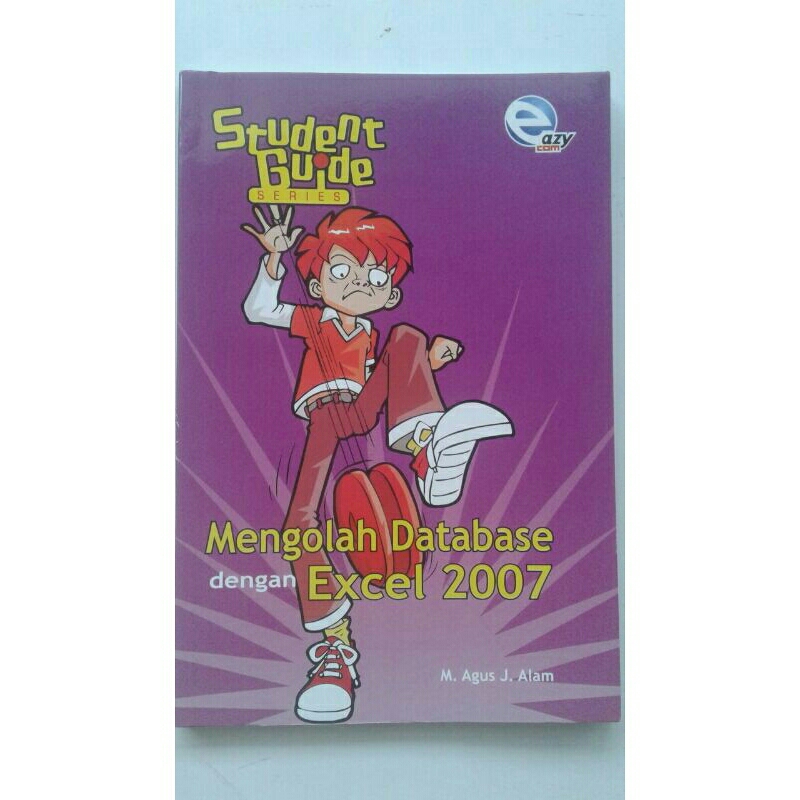 Student
Guide
SERIES
eazy
com
Mengolah Database
dengan Excel 2007
M. Agus J. Alam